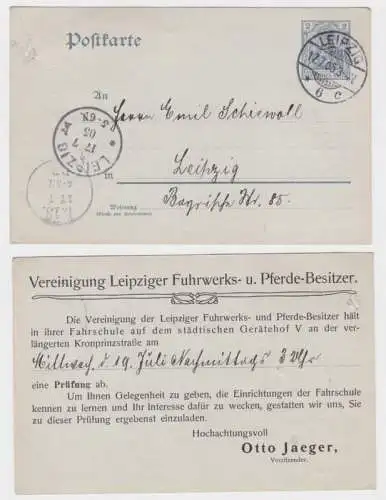 Postkarte
2
2
LEIPZIG
An
Herrn Emil Schiewoll
in Leipzig
Bayrische Str. 85.
Wohnung
LEIPZIG
Vereinigung Leipziger Fuhrwerks- u. Pferde-Besitzer.
Die Vereinigung der Leipziger Fuhrwerks- und Pferde-Besitzer hält
in ihrer Fahrschule auf dem städtischen Gerätehof V an der ver-
längerten Kronprinzstraße am
Mittwoch, d 19. Juli Nachmittags 3 Uhr
eine Prüfung ab.
Um Ihnen Gelegenheit zu geben, die Einrichtungen der Fahrschule
kennen zu lernen und Ihr Interesse dafür zu wecken, gestatten wir uns, Sie
zu dieser Prüfung ergebenst einzuladen.
Hochachtungsvoll
Otto Jaeger,
Vorsitzender.